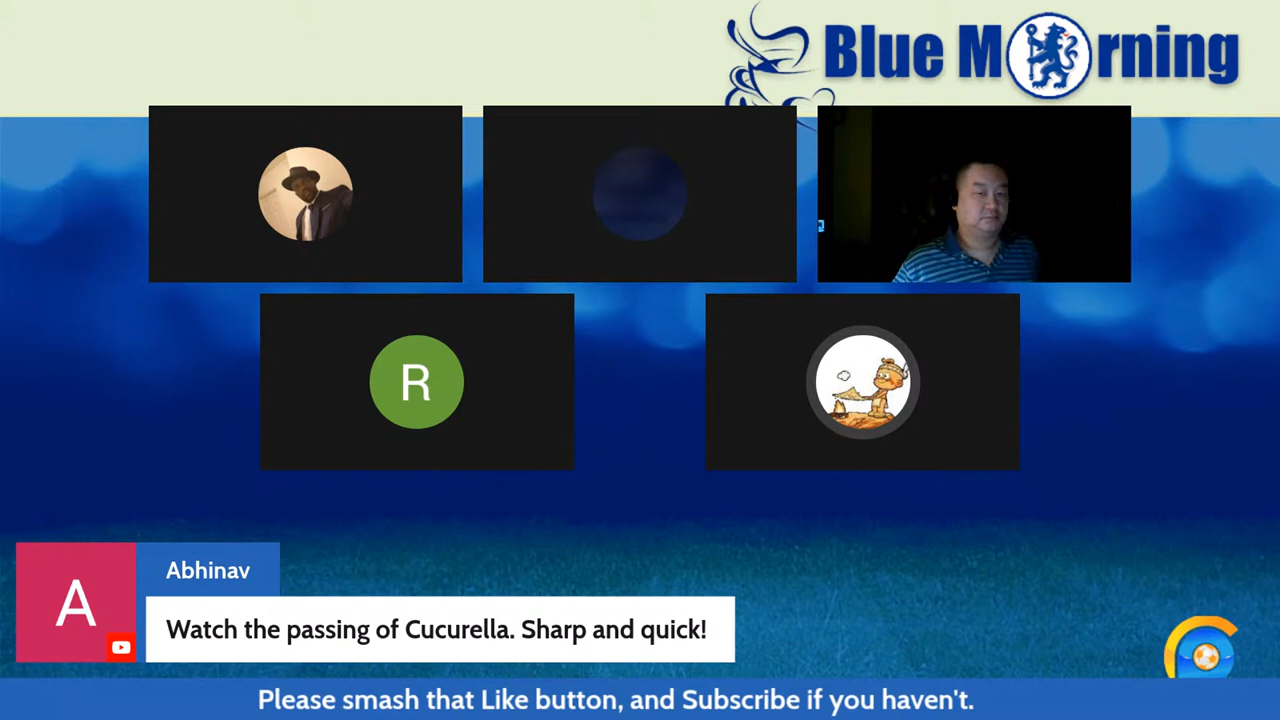 Blue Morning
R
A
Abhinav
Watch the passing of Cucurella. Sharp and quick!
Please smash that Like button, and Subscribe if you haven't.